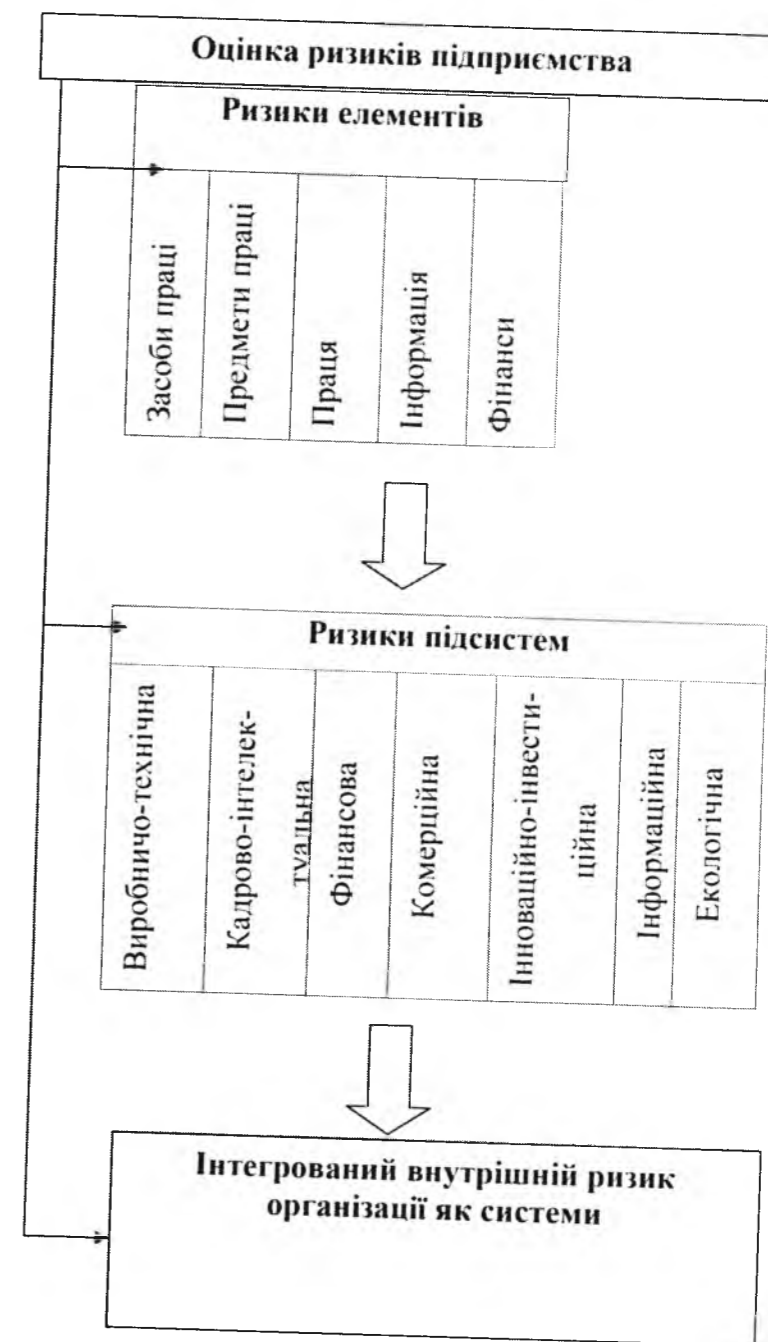 Оцінка ризиків підприємства
Ризики елементів
Засоби праці
Предмети праці
Праця
Інформація
Фінанси
Ризики підсистем
Виробничо-технічна
Кадрово-інтелек-
туальна
Фінансова
Комерційна
Інноваційно-інвести-
ційна
Інформаційна
Екологічна
Інтегрований внутрішній ризик
організації як системи